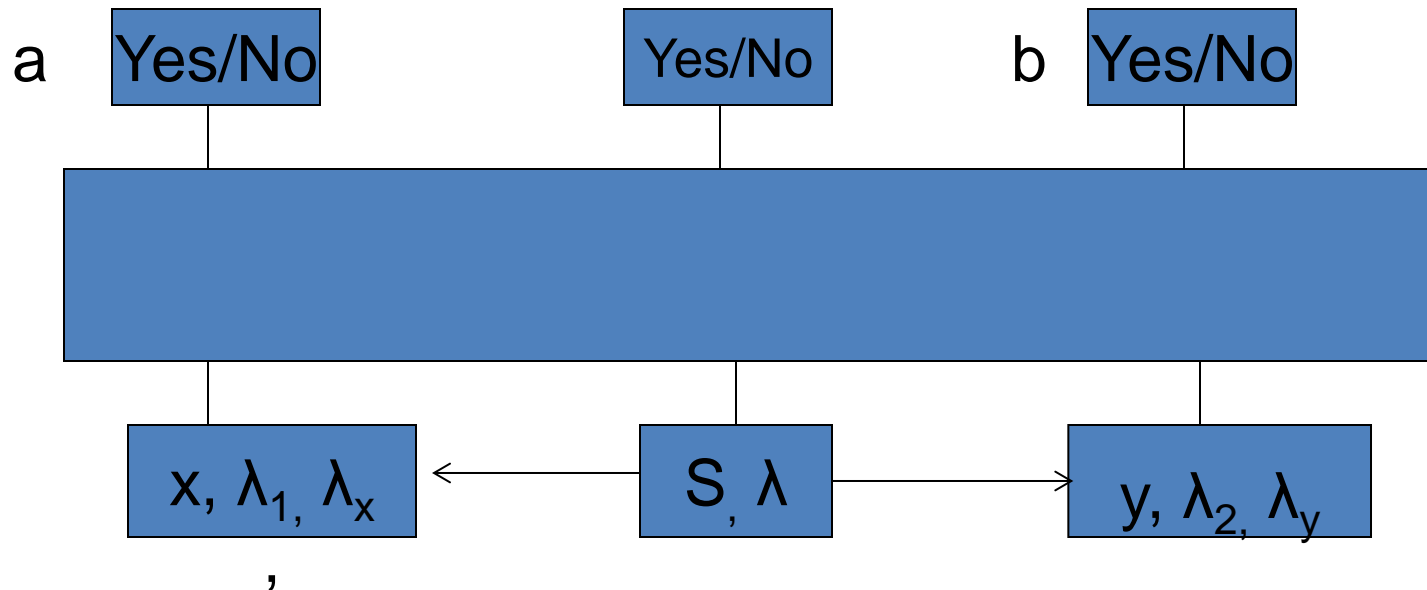 a Yes/No Yes/No b Yes/No
x, λ1, λx S, λ y, λ2, λy
,